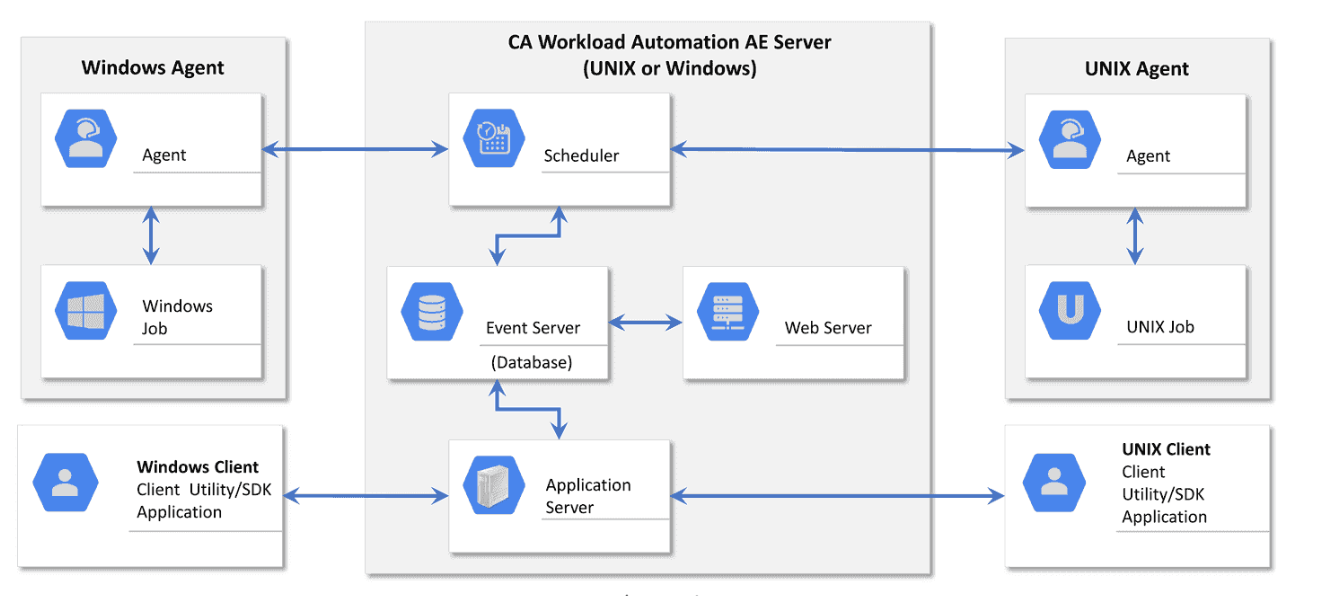 CA Workload Automation AE Server
(UNIX or Windows)
Windows Agent
Agent
Windows
Job
Scheduler
Event Server
(Database)
Web Server
Application
Server
UNIX Agent
Agent
U
UNIX Job
Windows Client
Client Utility/SDK
Application
UNIX Client
Client
Utility/SDK
Application